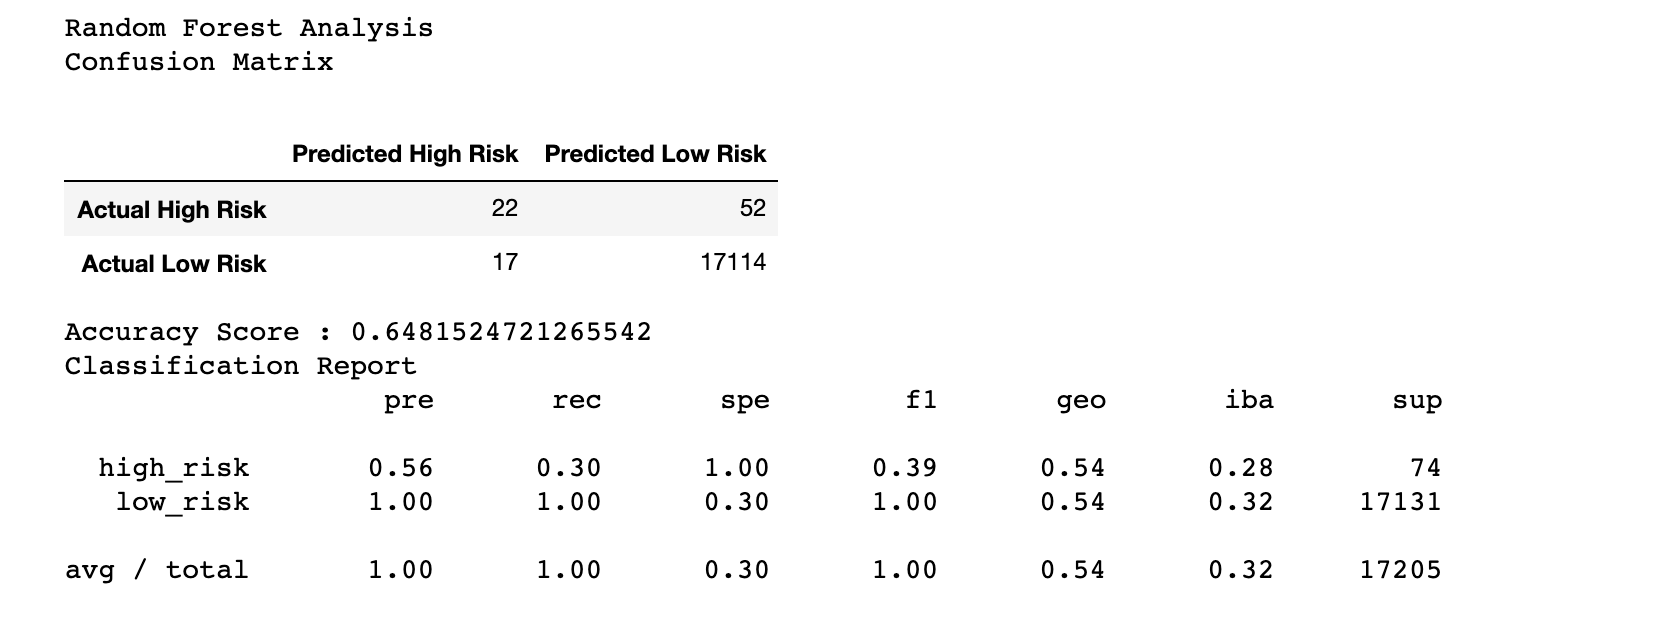 Random Forest Analysis
Confusion Matrix
Predicted High Risk Predicted Low Risk
Actual High Risk 22 52
Actual Low Risk 17 17114
Accuracy Score : 0.6481524721265542
Classification Report
pre rec spe f1 geo iba sup
high_risk 0.56 0.30 1.00 0.39 0.54 0.28 74
low_risk 1.00 1.00 0.30 1.00 0.54 0.32 17131
avg / total 1.00 1.00 0.30 1.00 0.54 0.32 17205